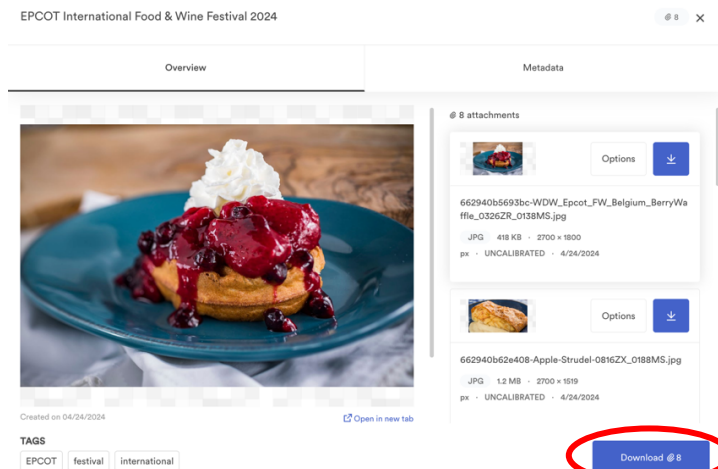 EPCOT International Food & Wine Festival 2024
8
Overview
Metadata
8 attachments
Options
662940b5693bc-WDW_Epcot_FW_Belgium_BerryWa
ffle_0326ZR_0138MS.jpg
JPG 418 KB · 2700 × 1800
px · UNCALIBRATED · 4/24/2024
Options
662940b62e408-Apple-Strudel-0816ZX_0188MS.jpg
JPG 1.2 MB · 2700 × 1519
px · UNCALIBRATED · 4/24/2024
Created on 04/24/2024
Open in new tab
TAGS
EPCOT festival international
Download 8